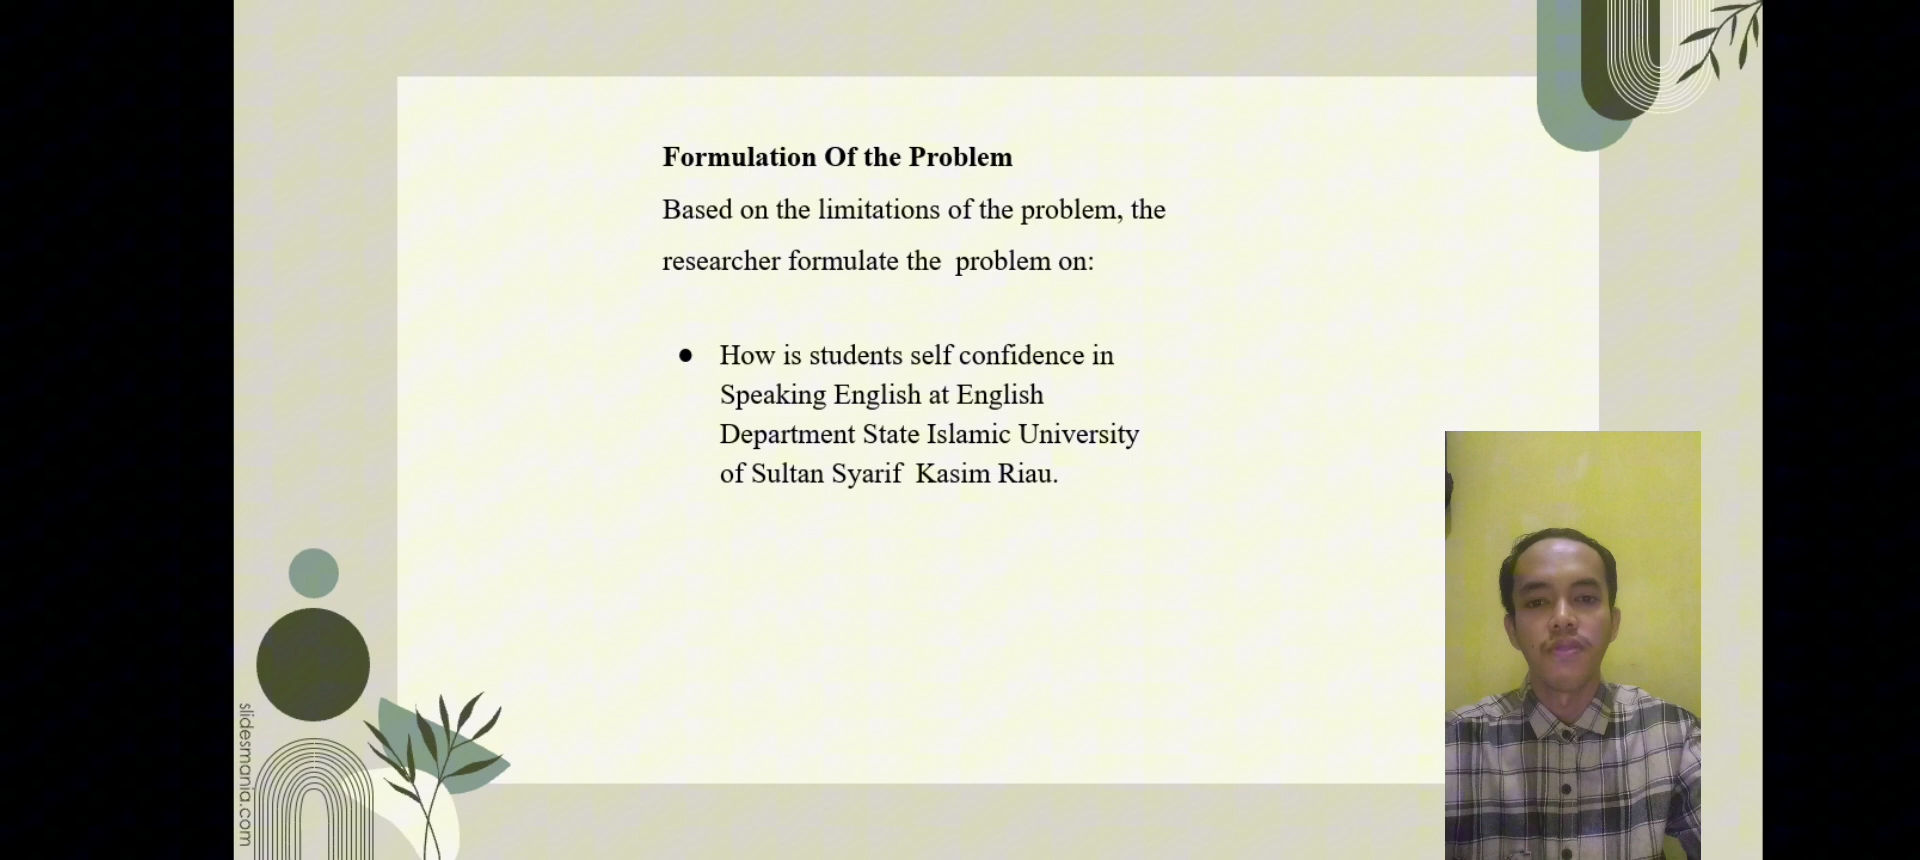 Formulation Of the Problem
Based on the limitations of the problem, the
researcher formulate the  problem on:
● How is students self confidence in
Speaking English at English
Department State Islamic University
of Sultan Syarif  Kasim Riau.
slidesmania.com